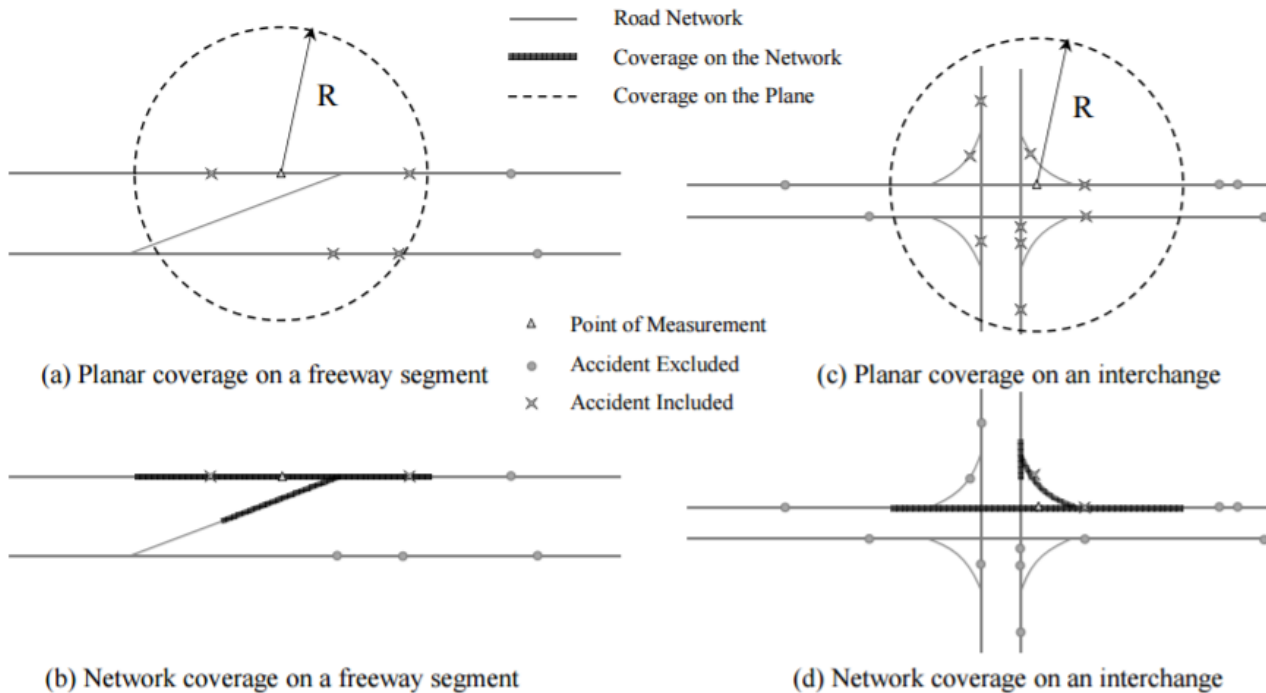 Road Network
Coverage on the Network
Coverage on the Plane
R
R
Point of Measurement
Accident Excluded
Accident Included
(a) Planar coverage on a freeway segment
(c) Planar coverage on an interchange
(b) Network coverage on a freeway segment
(d) Network coverage on an interchange